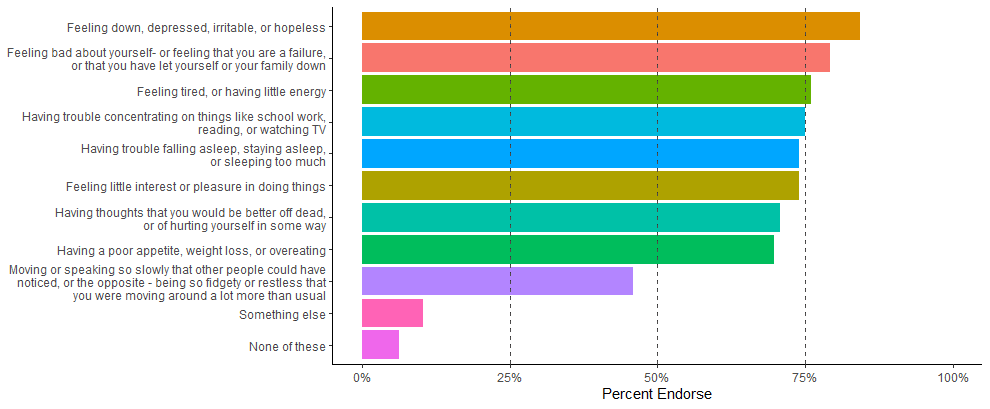 Feeling down, depressed, irritable, or hopeless
Feeling bad about yourself- or feeling that you are a failure,
or that you have let yourself or your family down
Feeling tired, or having little energy
Having trouble concentrating on things like school work,
reading, or watching TV
Having trouble falling asleep, staying asleep,
or sleeping too much
Feeling little interest or pleasure in doing things
Having thoughts that you would be better off dead,
or of hurting yourself in some way
Having a poor appetite, weight loss, or overeating
Moving or speaking so slowly that other people could have
noticed, or the opposite - being so fidgety or restless that
you were moving around a lot more than usual
Something else
None of these
0% 25% 50% 75% 100%
Percent Endorse